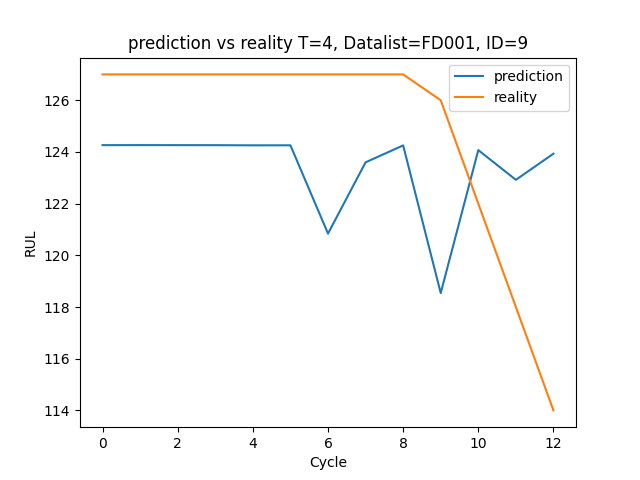 prediction vs reality T=4, Datalist=FD001, ID=9
prediction
reality
126
124
122
120
118
116
114
RUL
0 2 4 6 8 10 12
Cycle